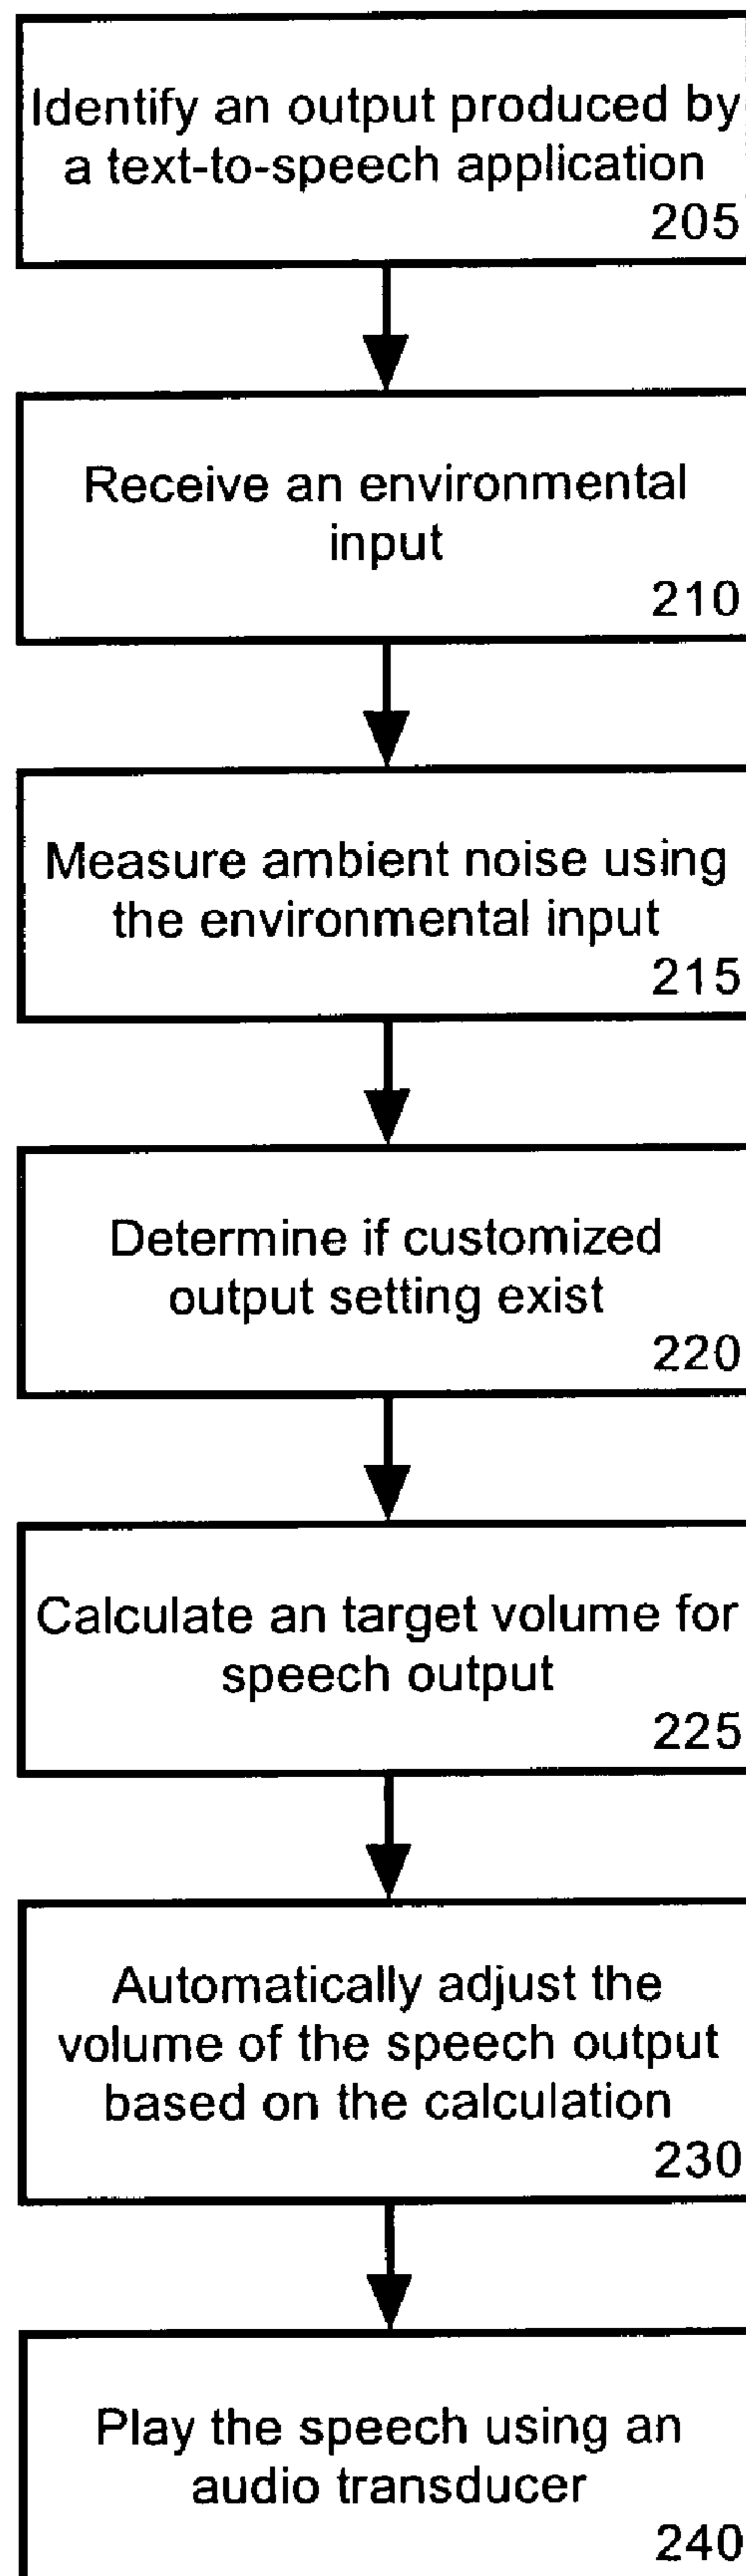 Identify an output produced by
a text-to-speech application
205
Receive an environmental
input
210
Measure ambient noise using
the environmental input
215
Determine if customized
output setting exist
220
Calculate an target volume for
speech output
225
Automatically adjust the
volume of the speech output
based on the calculation
230
Play the speech using an
audio transducer
240